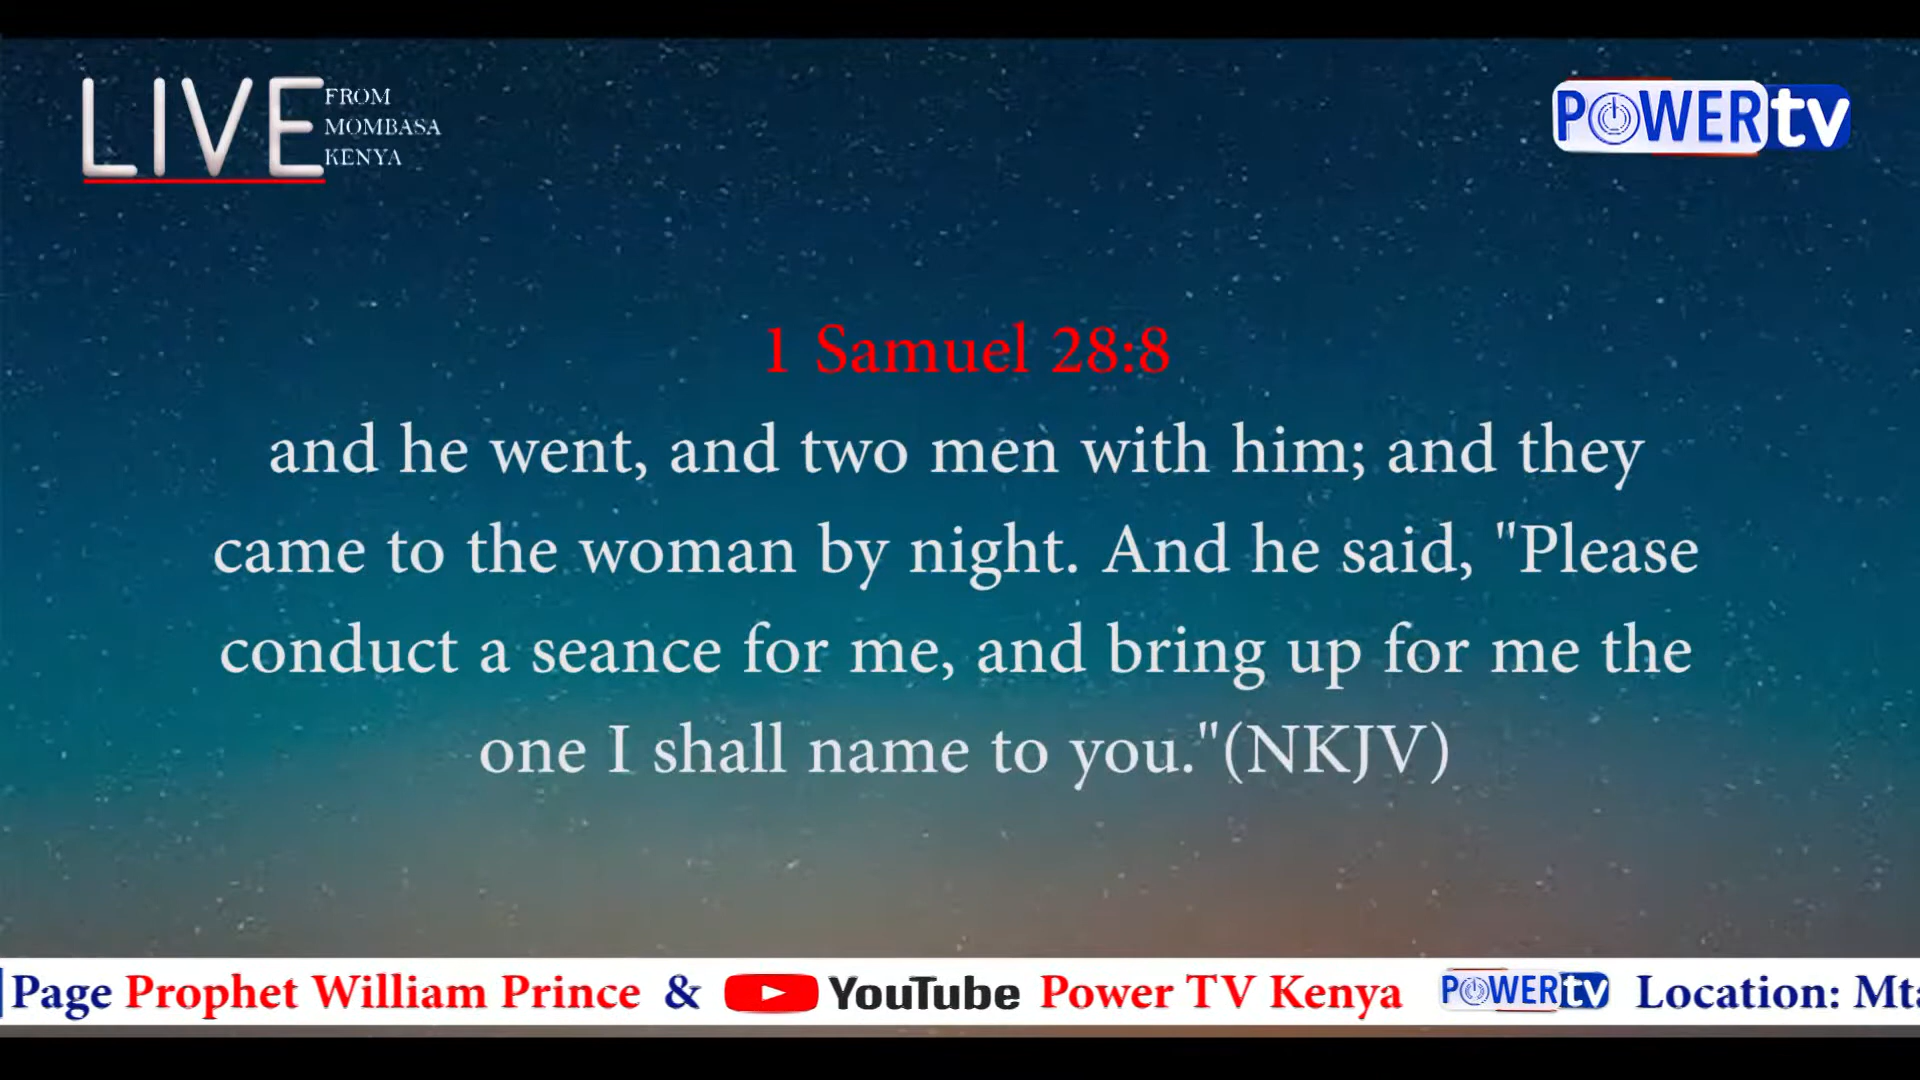 LIVE
FROM
MOMBASA
KENYA
POWERtv
1 Samuel 28:8
and he went, and two men with him; and they
came to the woman by night. And he said, "Please
conduct a seance for me, and bring up for me the
one I shall name to you."(NKJV)
Page Prophet William Prince & YouTube Power TV Kenya POWERtv Location: